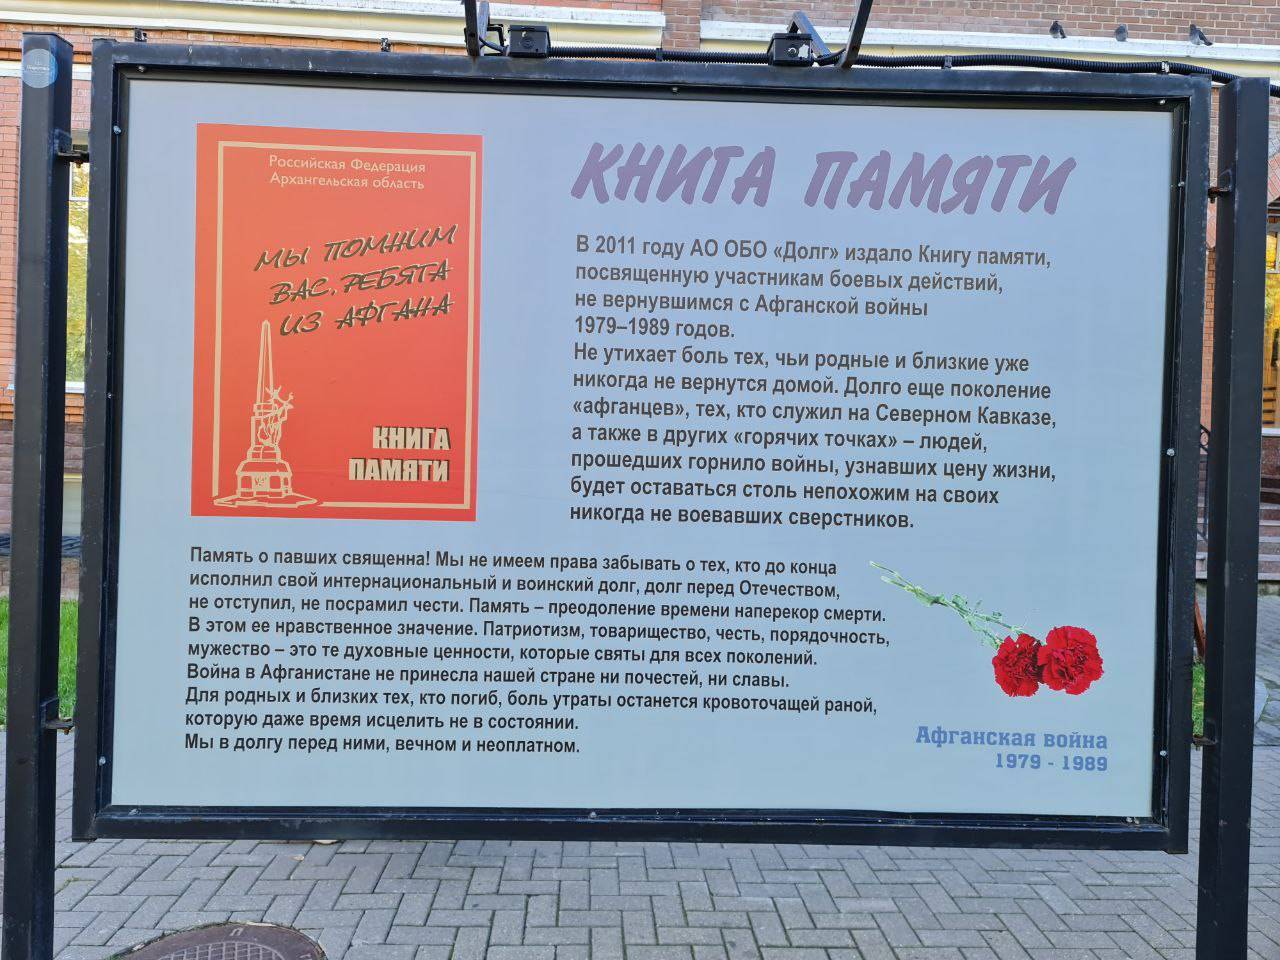 Российская Федерация
Архангельская область
МЫ ПОМНИМ
ВАС, РЕБЯТА
ИЗ АФГАНА
КНИГА
ПАМЯТИ
КНИГА ПАМЯТИ
В 2011 году АО ОБО «Долг» издало Книгу памяти,
посвященную участникам боевых действий,
не вернувшимся с Афганской войны
1979–1989 годов.
Не утихает боль тех, чьи родные и близкие уже
никогда не вернутся домой. Долго еще поколение
«афганцев», тех, кто служил на Северном Кавказе,
а также в других «горячих точках» – людей,
прошедших горнило войны, узнавших цену жизни,
будет оставаться столь непохожим на своих
никогда не воевавших сверстников.
Память о павших священна! Мы не имеем права забывать о тех, кто до конца
исполнил свой интернациональный и воинский долг, долг перед Отечеством,
не отступил, не посрамил чести. Память – преодоление времени наперекор смерти.
В этом ее нравственное значение. Патриотизм, товарищество, честь, порядочность,
мужество – это те духовные ценности, которые святы для всех поколений.
Война в Афганистане не принесла нашей стране ни почестей, ни славы.
Для родных и близких тех, кто погиб, боль утраты останется кровоточащей раной,
которую даже время исцелить не в состоянии.
Мы в долгу перед ними, вечном и неоплатном.
Афганская война
1979 - 1989